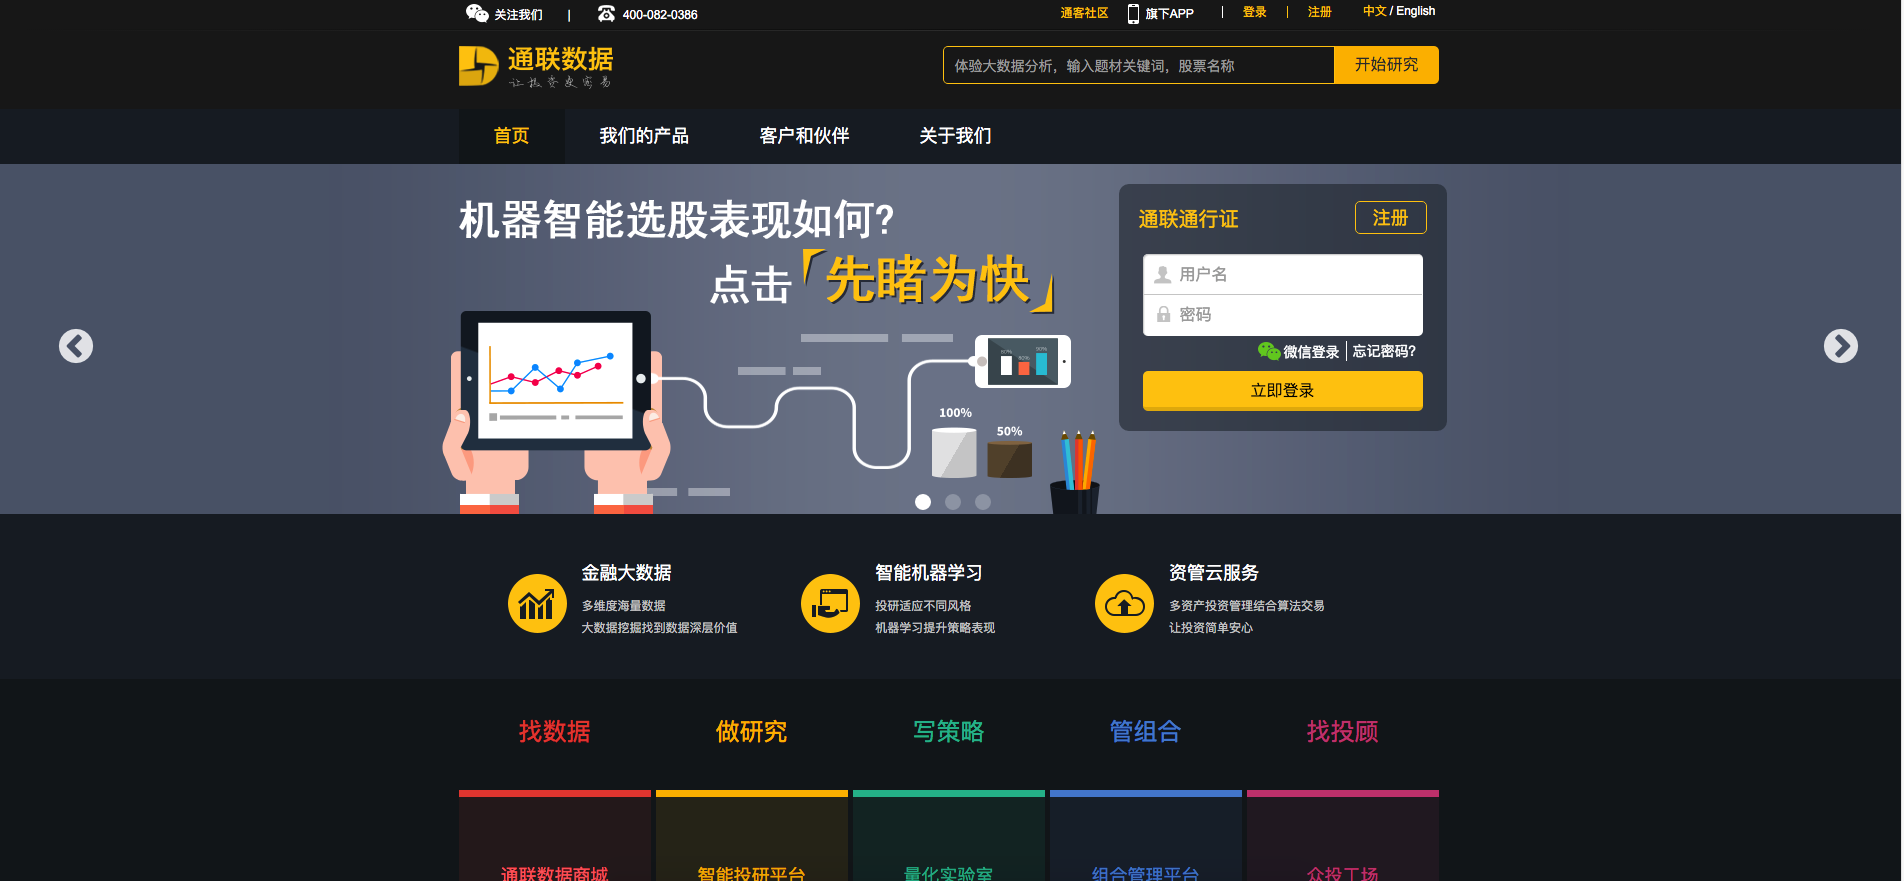 关注我们 | 400-082-0386 通客社区 旗下APP | 登录 | 注册 中文 / English
通联数据
让投资更容易
体验大数据分析，输入题材关键词，股票名称 开始研究
首页 我们的产品 客户和伙伴 关于我们
机器智能选股表现如何?
点击「先睹为快」
通联通行证 注册
用户名
密码
微信登录 | 忘记密码?
立即登录
100%
50%
金融大数据
多维度海量数据
大数据挖掘找到数据深层价值
智能机器学习
投研适应不同风格
机器学习提升策略表现
资管云服务
多资产投资管理结合算法交易
让投资简单安心
找数据 做研究 写策略 管组合 找投顾
通联数据商城 智能投研平台 量化实验室 组合管理平台 众投工场